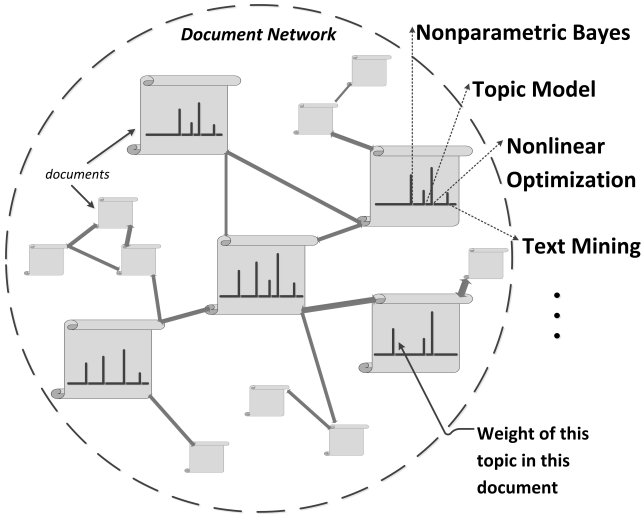 Document Network
Nonparametric Bayes
Topic Model
Nonlinear
Optimization
documents
Text Mining
Weight of this
topic in this
document